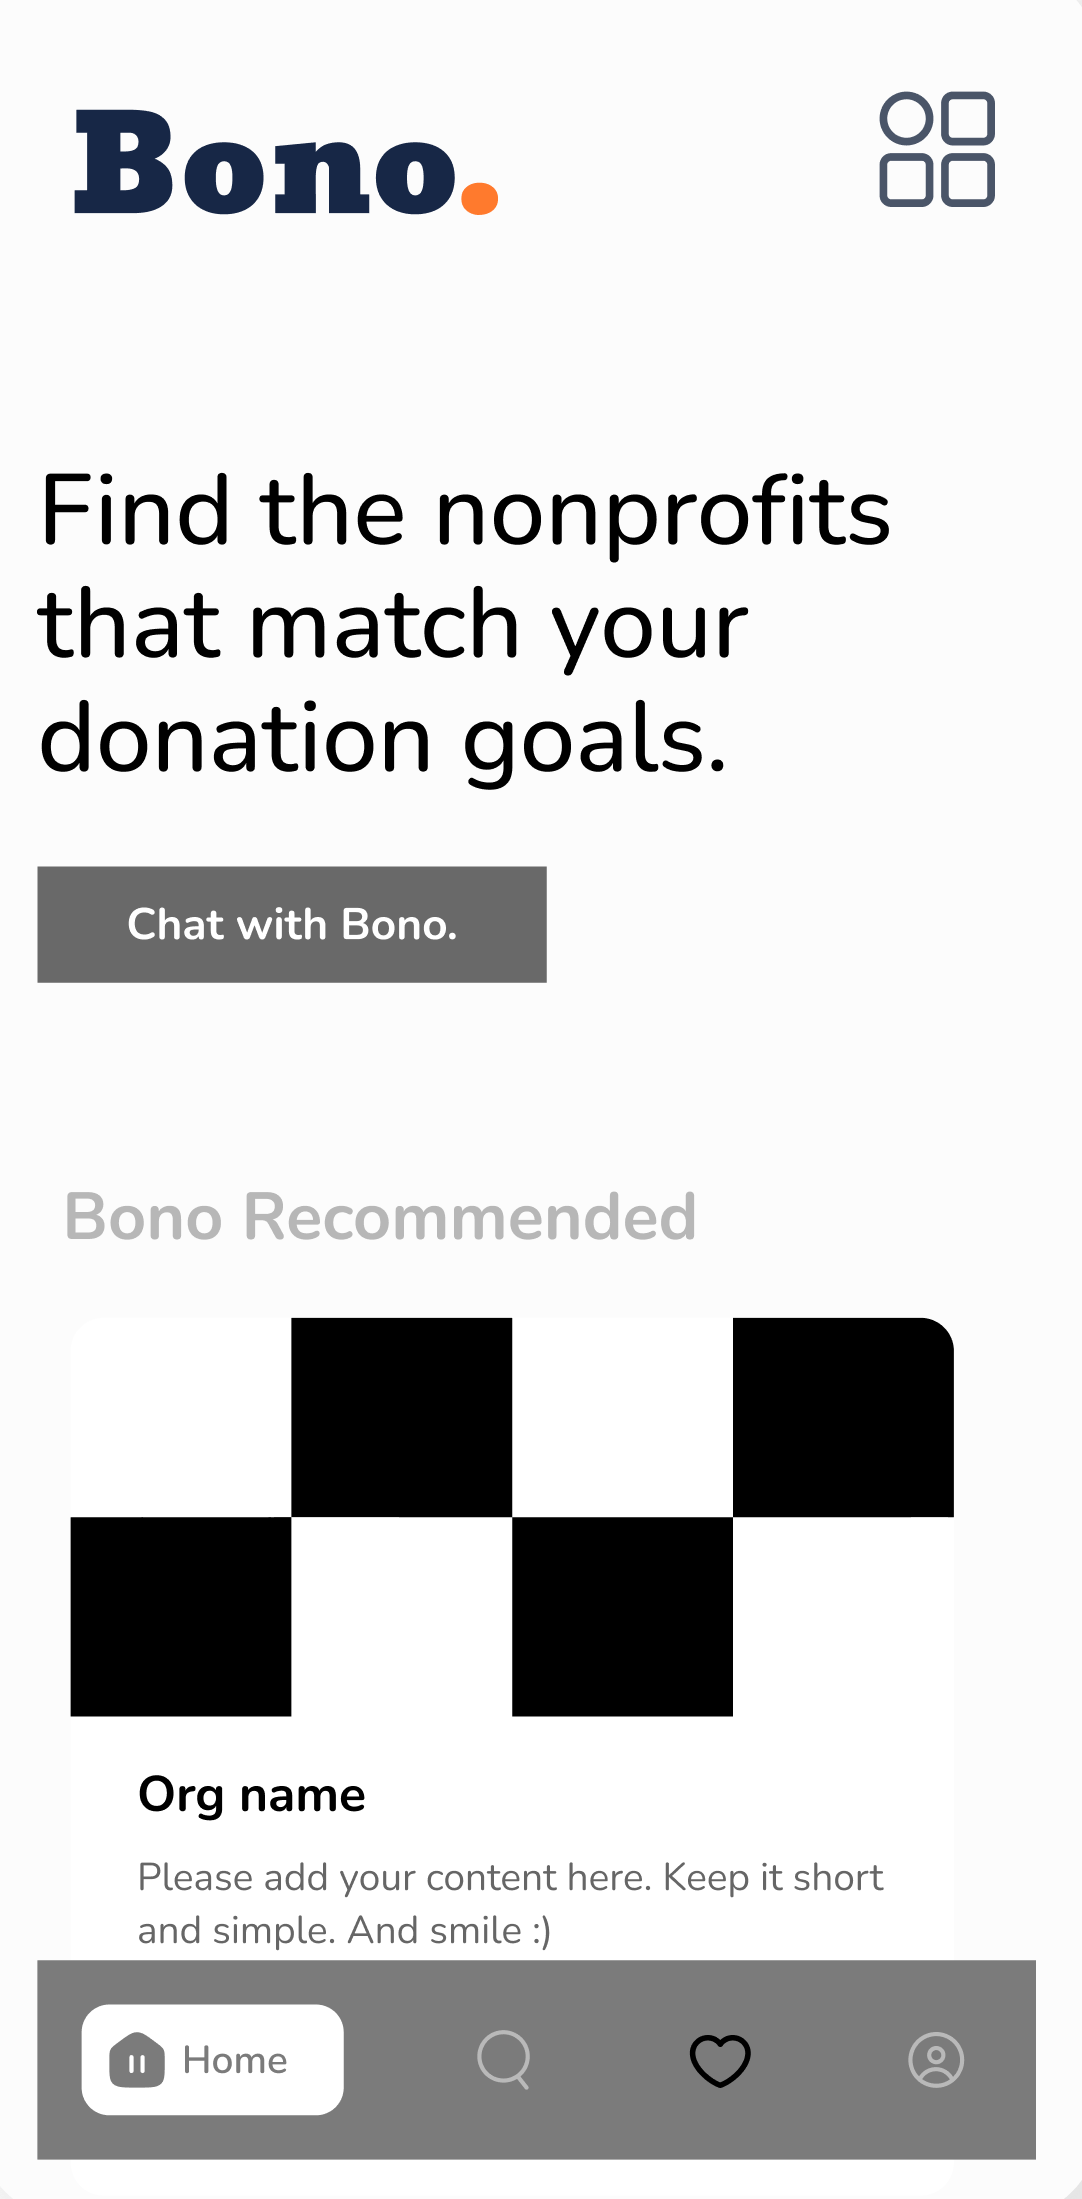 Bono.
Find the nonprofits
that match your
donation goals.
Chat with Bono.
Bono Recommended
Org name
Please add your content here. Keep it short
and simple. And smile :)
Home